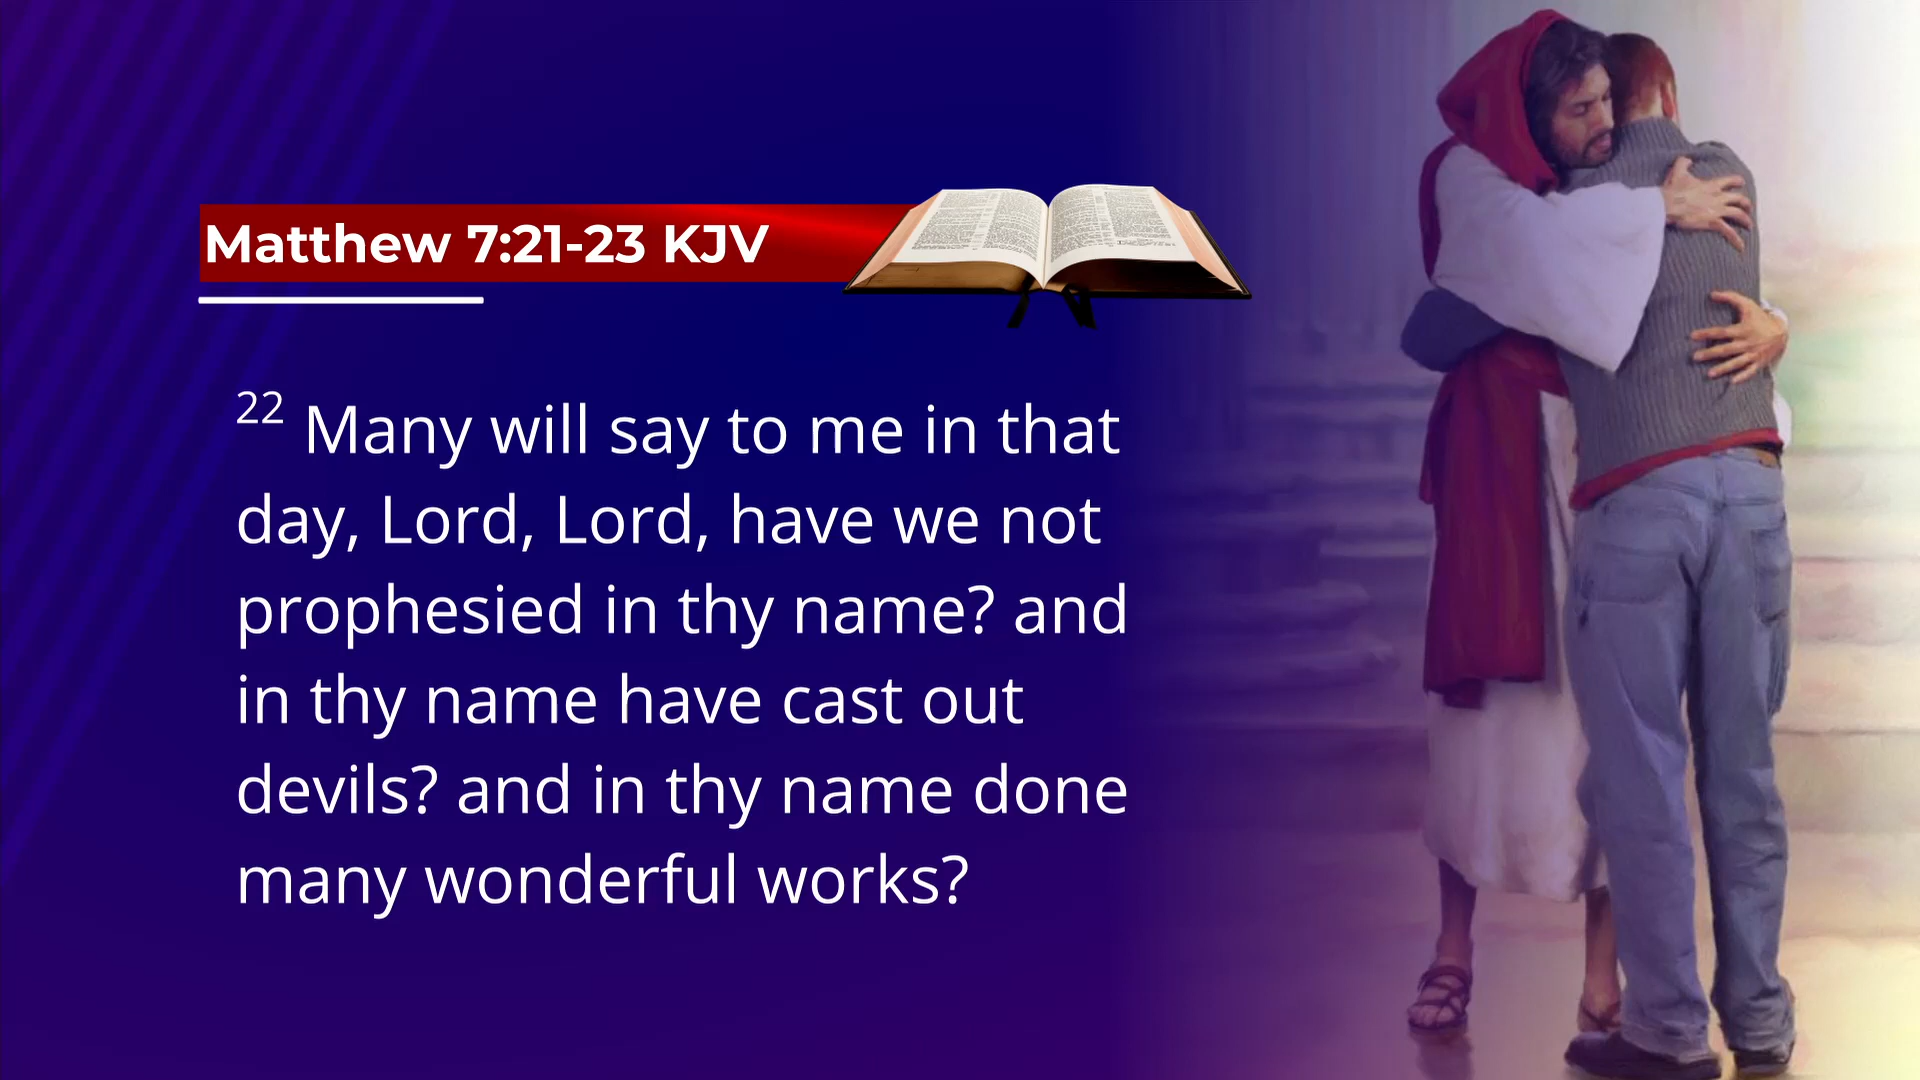 Matthew 7:21-23 KJV
22 Many will say to me in that
day, Lord, Lord, have we not
prophesied in thy name? and
in thy name have cast out
devils? and in thy name done
many wonderful works?